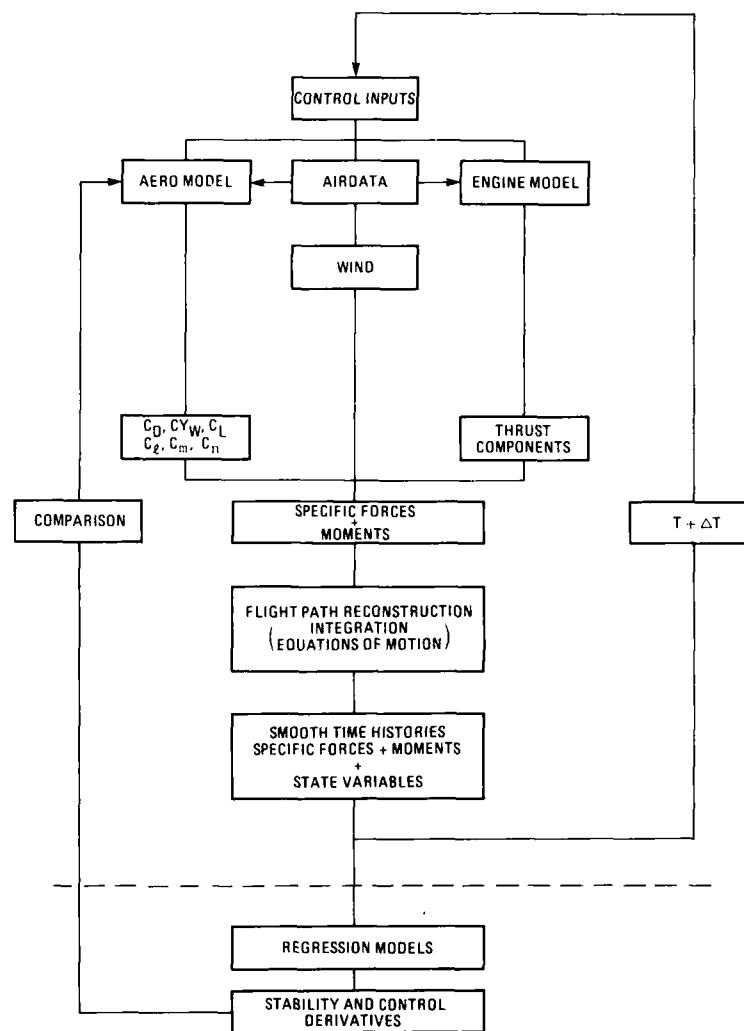 CONTROL INPUTS
AERO MODEL
AIRDATA
ENGINE MODEL
WIND
C_D, CY_W, C_L
C_ℓ, C_m, C_n
THRUST
COMPONENTS
COMPARISON
SPECIFIC FORCES
+
MOMENTS
T + ΔT
FLIGHT PATH RECONSTRUCTION
INTEGRATION
(EQUATIONS OF MOTION)
SMOOTH TIME HISTORIES
SPECIFIC FORCES + MOMENTS
+
STATE VARIABLES
REGRESSION MODELS
STABILITY AND CONTROL
DERIVATIVES